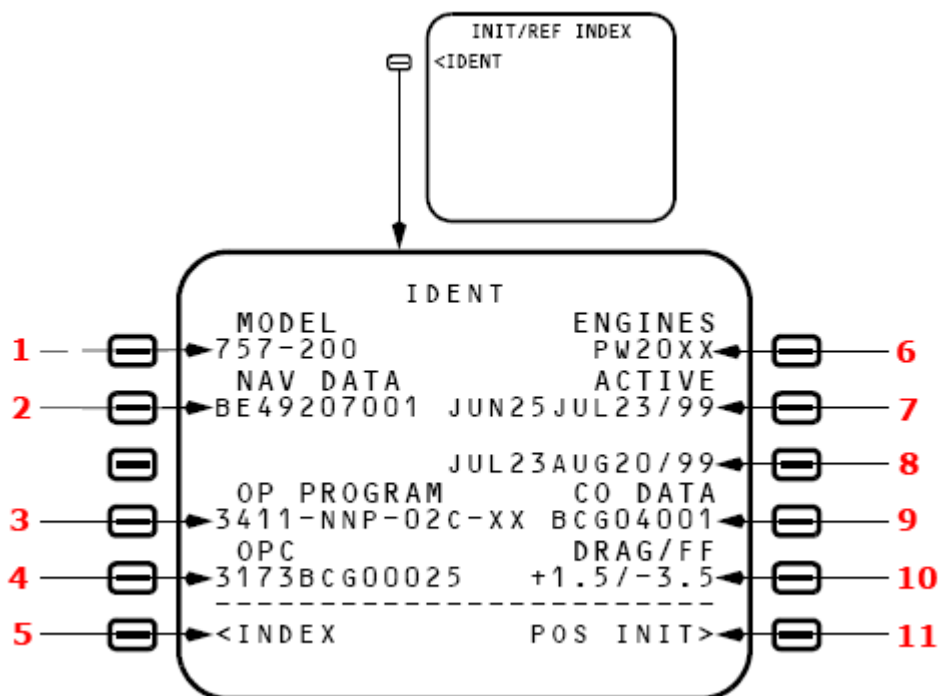 INIT/REF INDEX
<IDENT
IDENT
MODEL ENGINES
1 757-200 PW20XX 6
NAV DATA ACTIVE
2 BE49207001 JUN25JUL23/99 7
JUL23AUG20/99 8
OP PROGRAM CO DATA
3 3411-NNP-02C-XX BCG04001 9
OPC DRAG/FF
4 3173BCG00025 +1.5/-3.5 10
------------------------
5 <INDEX POS INIT> 11